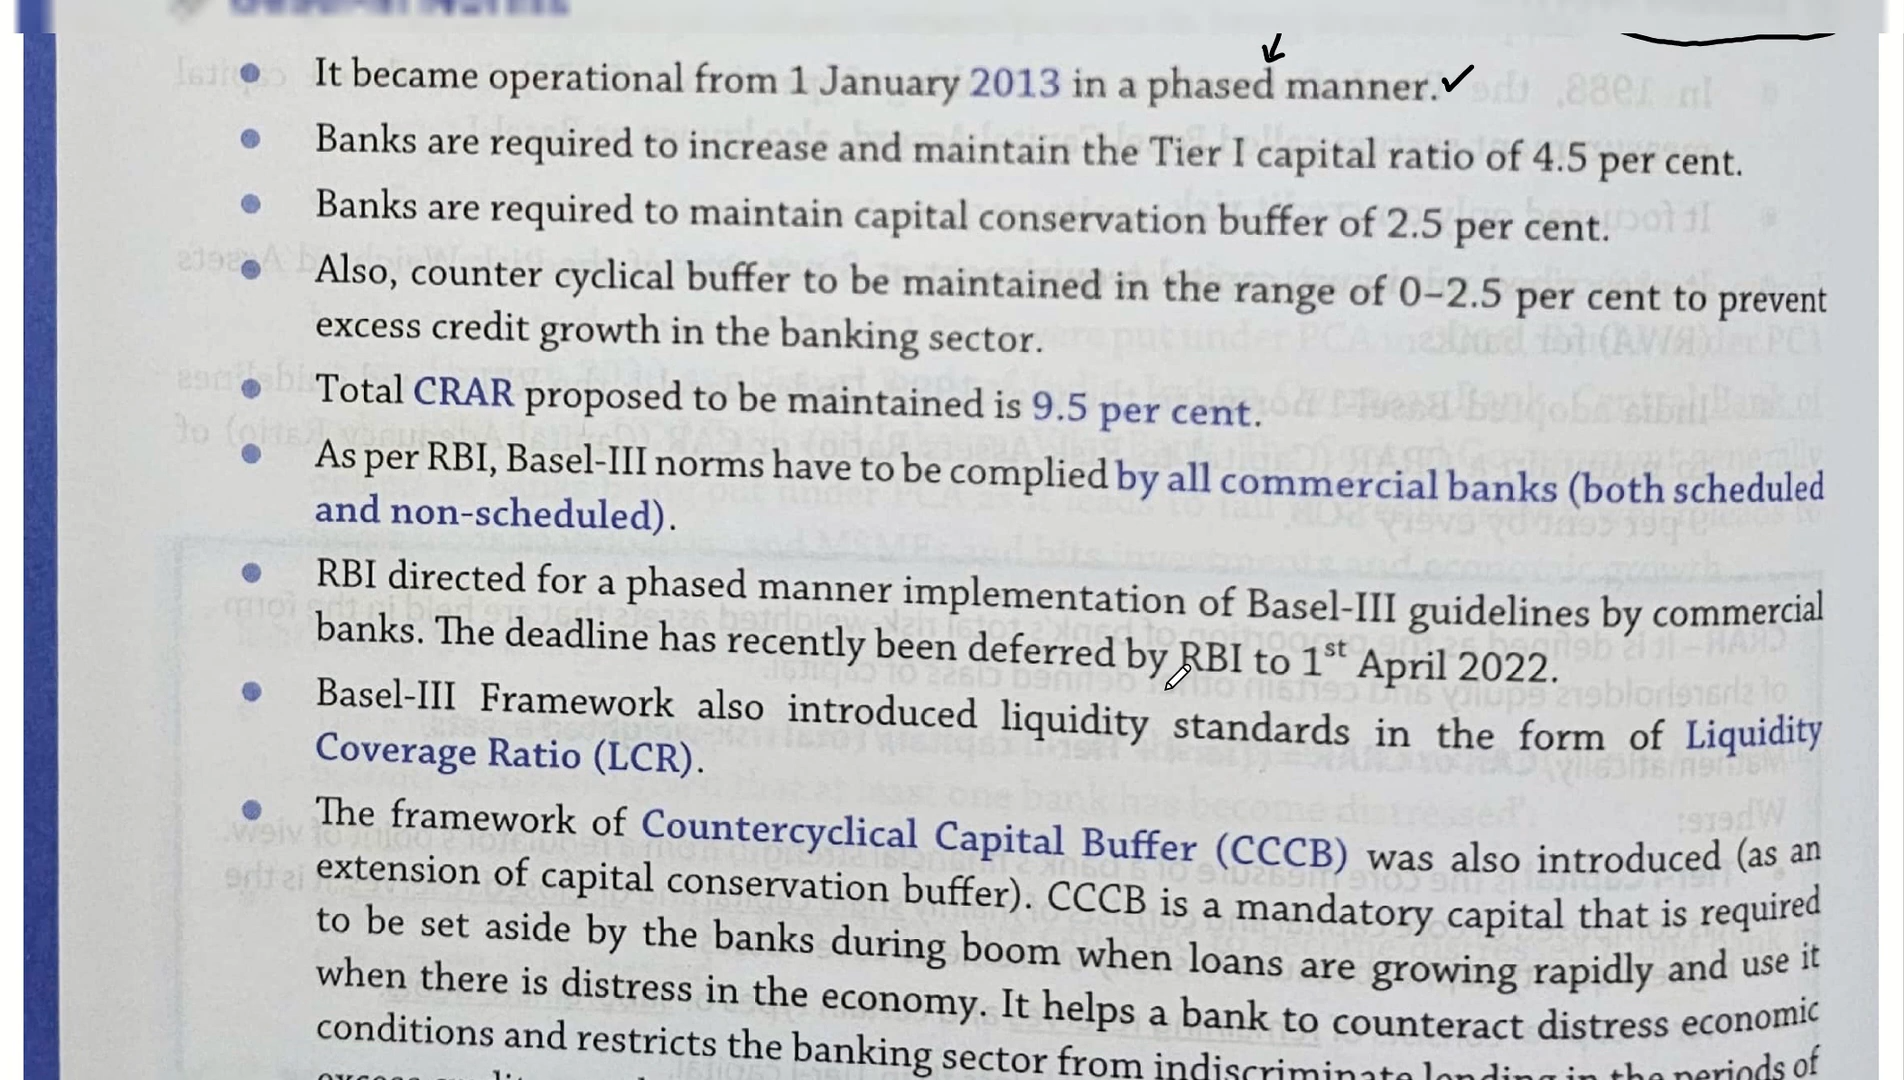 It became operational from 1 January 2013 in a phased manner.
Banks are required to increase and maintain the Tier I capital ratio of 4.5 per cent.
Banks are required to maintain capital conservation buffer of 2.5 per cent.
Also, counter cyclical buffer to be maintained in the range of 0–2.5 per cent to prevent
excess credit growth in the banking sector.
Total CRAR proposed to be maintained is 9.5 per cent.
As per RBI, Basel-III norms have to be complied by all commercial banks (both scheduled
and non-scheduled).
RBI directed for a phased manner implementation of Basel-III guidelines by commercial
banks. The deadline has recently been deferred by RBI to 1st April 2022.
Basel-III Framework also introduced liquidity standards in the form of Liquidity
Coverage Ratio (LCR).
The framework of Countercyclical Capital Buffer (CCCB) was also introduced (as an
extension of capital conservation buffer). CCCB is a mandatory capital that is required
to be set aside by the banks during boom when loans are growing rapidly and use it
when there is distress in the economy. It helps a bank to counteract distress economic
conditions and restricts the banking sector from indiscriminate lending in the periods of